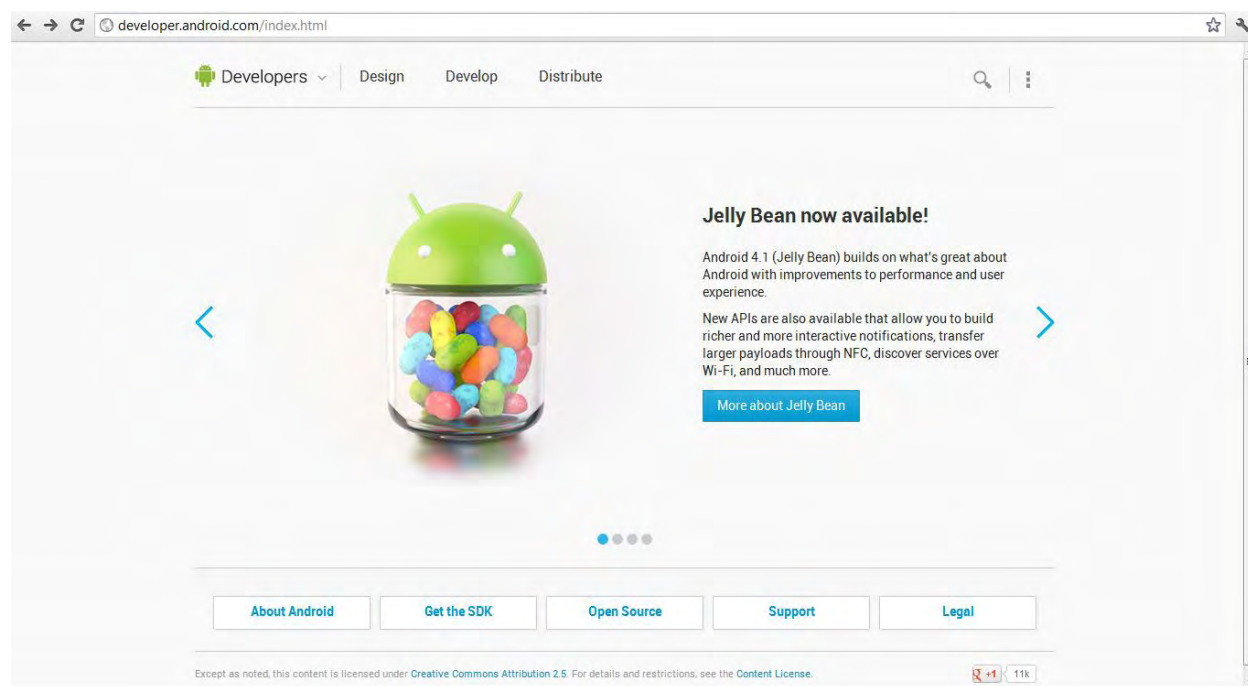 developer.android.com/index.html
Developers Design Develop Distribute
Jelly Bean now available!
Android 4.1 (Jelly Bean) builds on what's great about
Android with improvements to performance and user
experience.
New APIs are also available that allow you to build
richer and more interactive notifications, transfer
larger payloads through NFC, discover services over
Wi-Fi, and much more.
More about Jelly Bean
About Android Get the SDK Open Source Support Legal
Except as noted, this content is licensed under Creative Commons Attribution 2.5. For details and restrictions, see the Content License.
g +1 11k